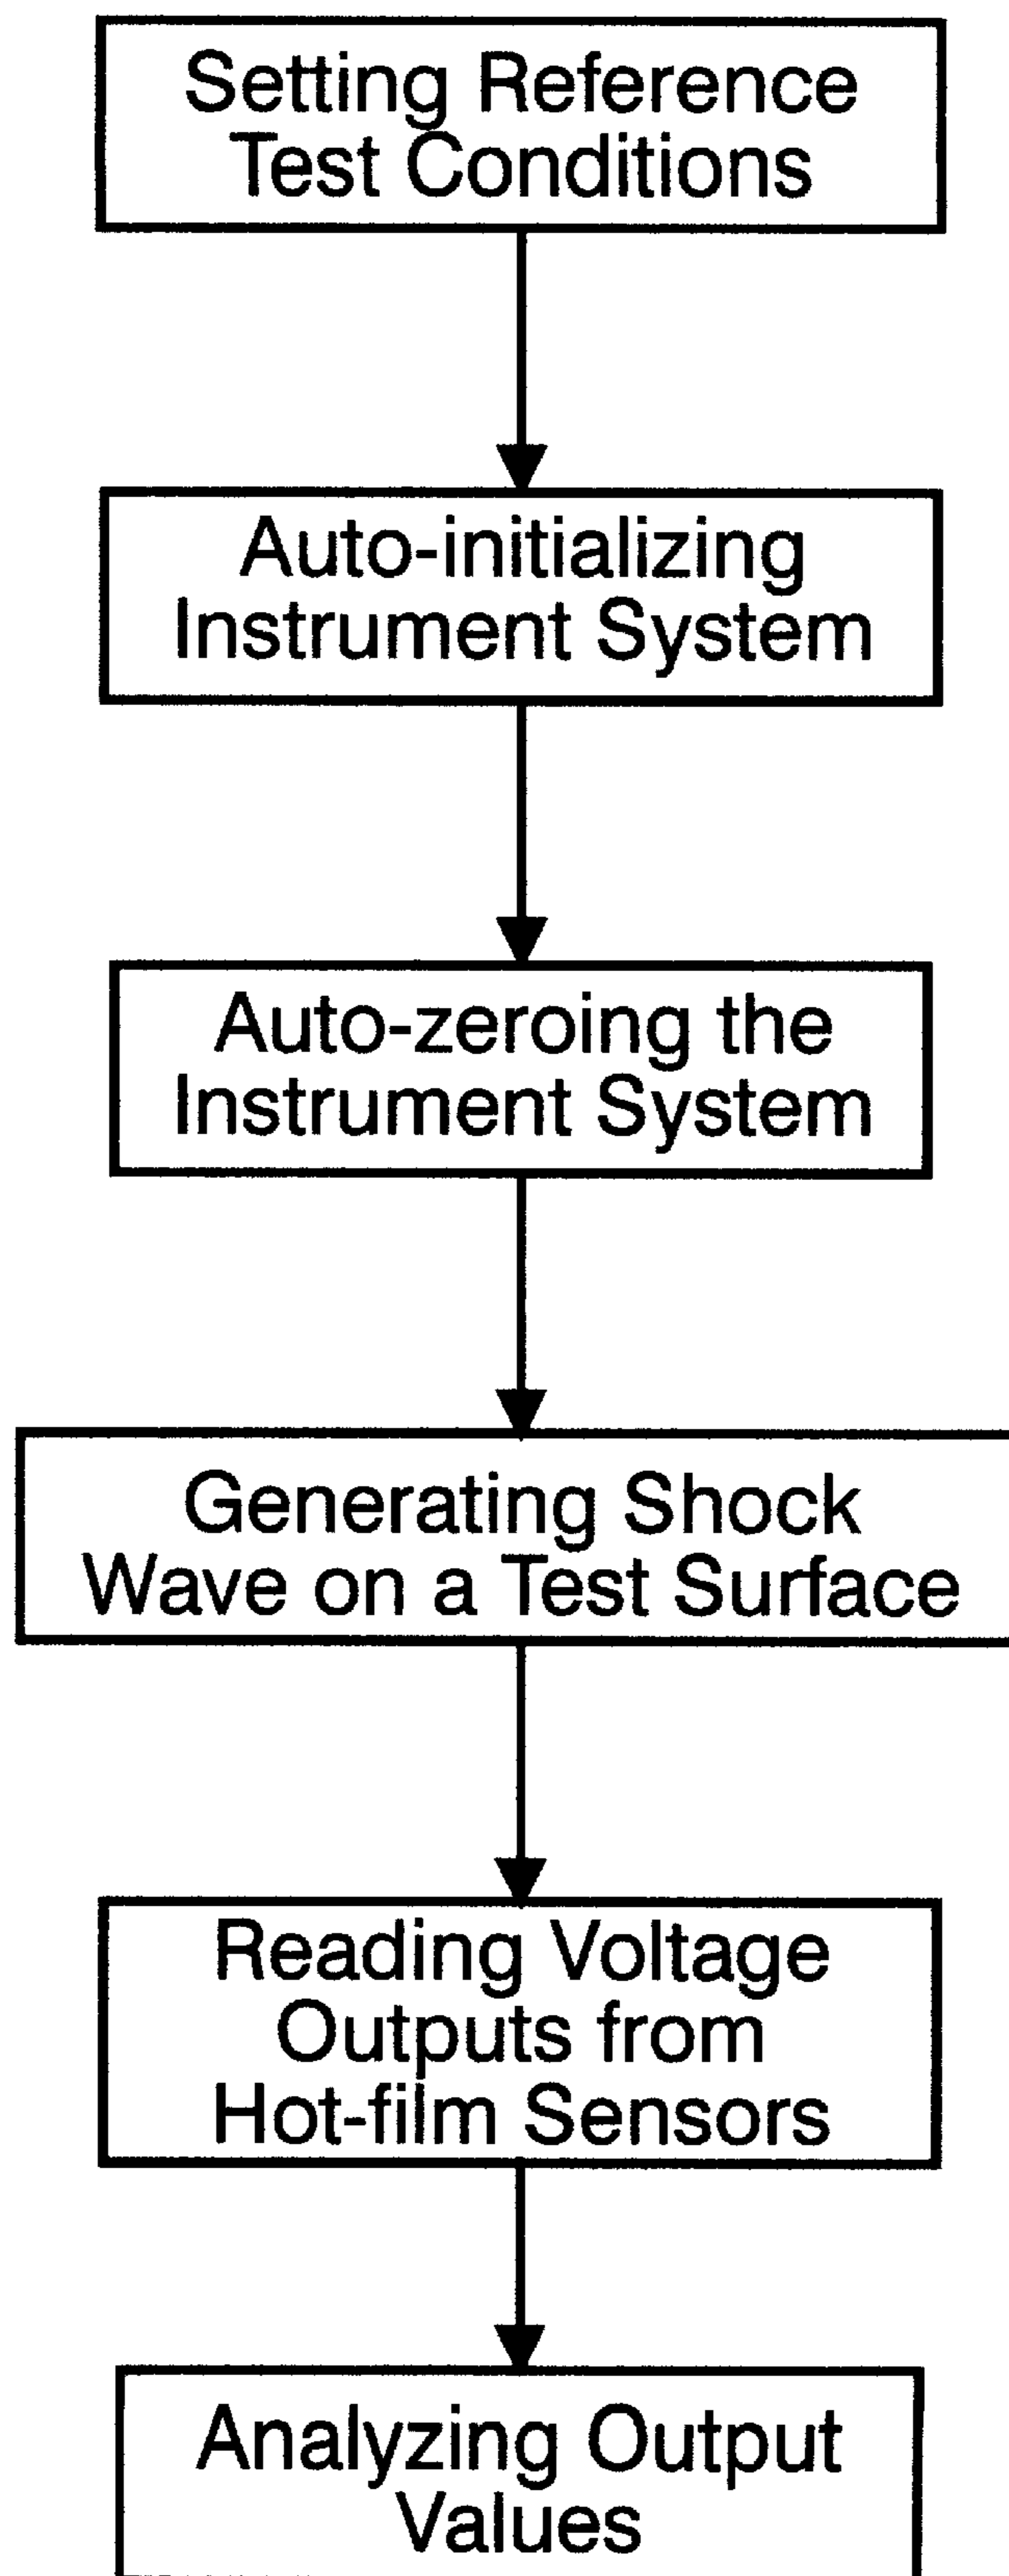 Setting Reference
Test Conditions
Auto-initializing
Instrument System
Auto-zeroing the
Instrument System
Generating Shock
Wave on a Test Surface
Reading Voltage
Outputs from
Hot-film Sensors
Analyzing Output
Values